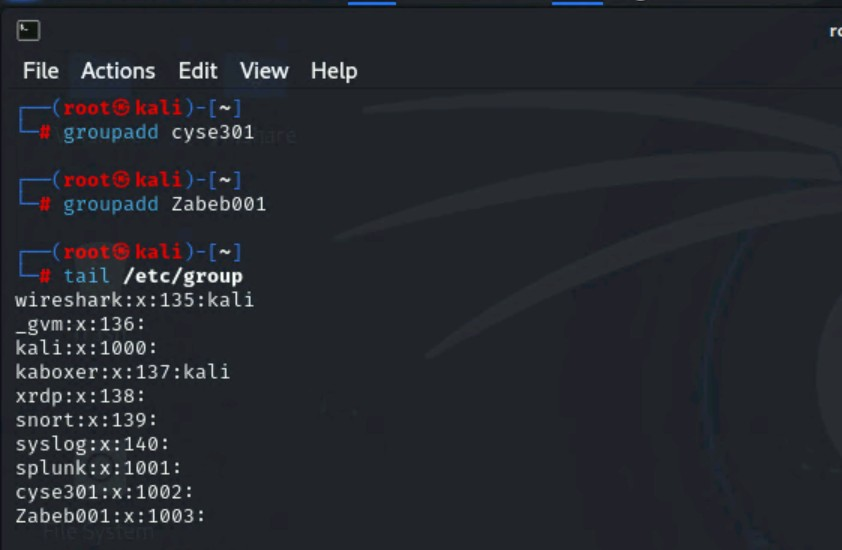 File Actions Edit View Help
┌──(root㉿kali)-[~]
└─# groupadd cyse301
┌──(root㉿kali)-[~]
└─# groupadd Zabeb001
┌──(root㉿kali)-[~]
└─# tail /etc/group
wireshark:x:135:kali
_gvm:x:136:
kali:x:1000:
kaboxer:x:137:kali
xrdp:x:138:
snort:x:139:
syslog:x:140:
splunk:x:1001:
cyse301:x:1002:
Zabeb001:x:1003:
File System